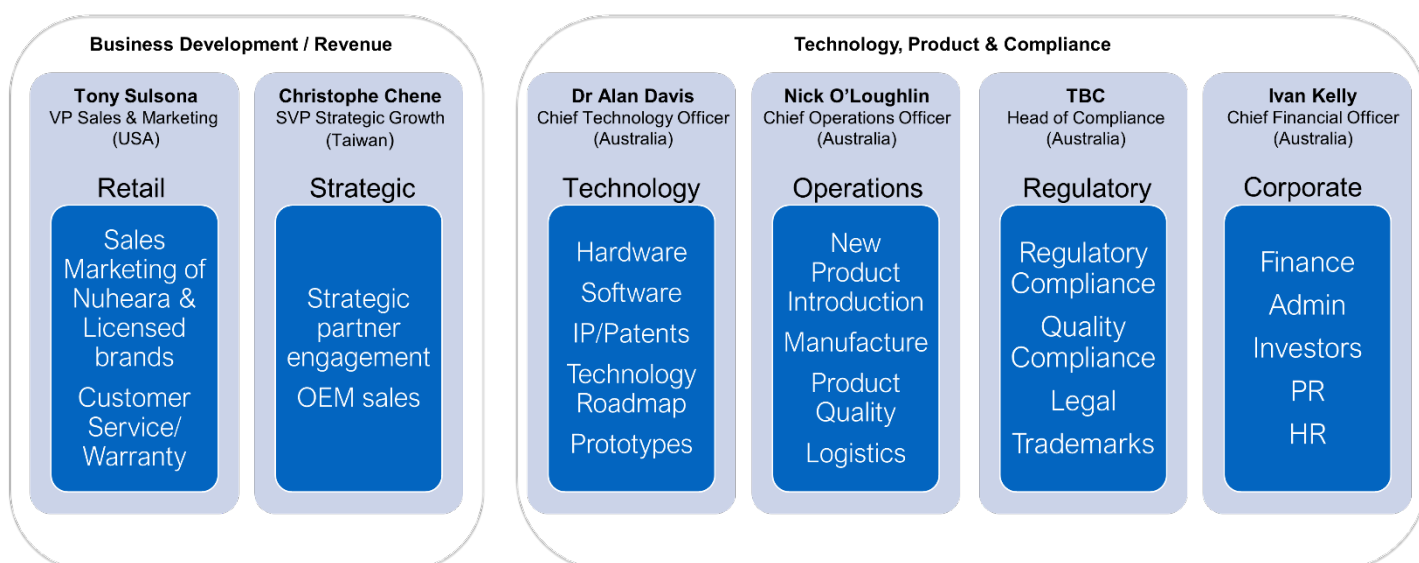 Business Development / Revenue
Tony Sulsona
VP Sales & Marketing
(USA)
Retail
Sales
Marketing of
Nuheara &
Licensed
brands
Customer
Service/
Warranty
Christophe Chene
SVP Strategic Growth
(Taiwan)
Strategic
Strategic
partner
engagement
OEM sales
Technology, Product & Compliance
Dr Alan Davis
Chief Technology Officer
(Australia)
Technology
Hardware
Software
IP/Patents
Technology
Roadmap
Prototypes
Nick O’Loughlin
Chief Operations Officer
(Australia)
Operations
New
Product
Introduction
Manufacture
Product
Quality
Logistics
TBC
Head of Compliance
(Australia)
Regulatory
Regulatory
Compliance
Quality
Compliance
Legal
Trademarks
Ivan Kelly
Chief Financial Officer
(Australia)
Corporate
Finance
Admin
Investors
PR
HR